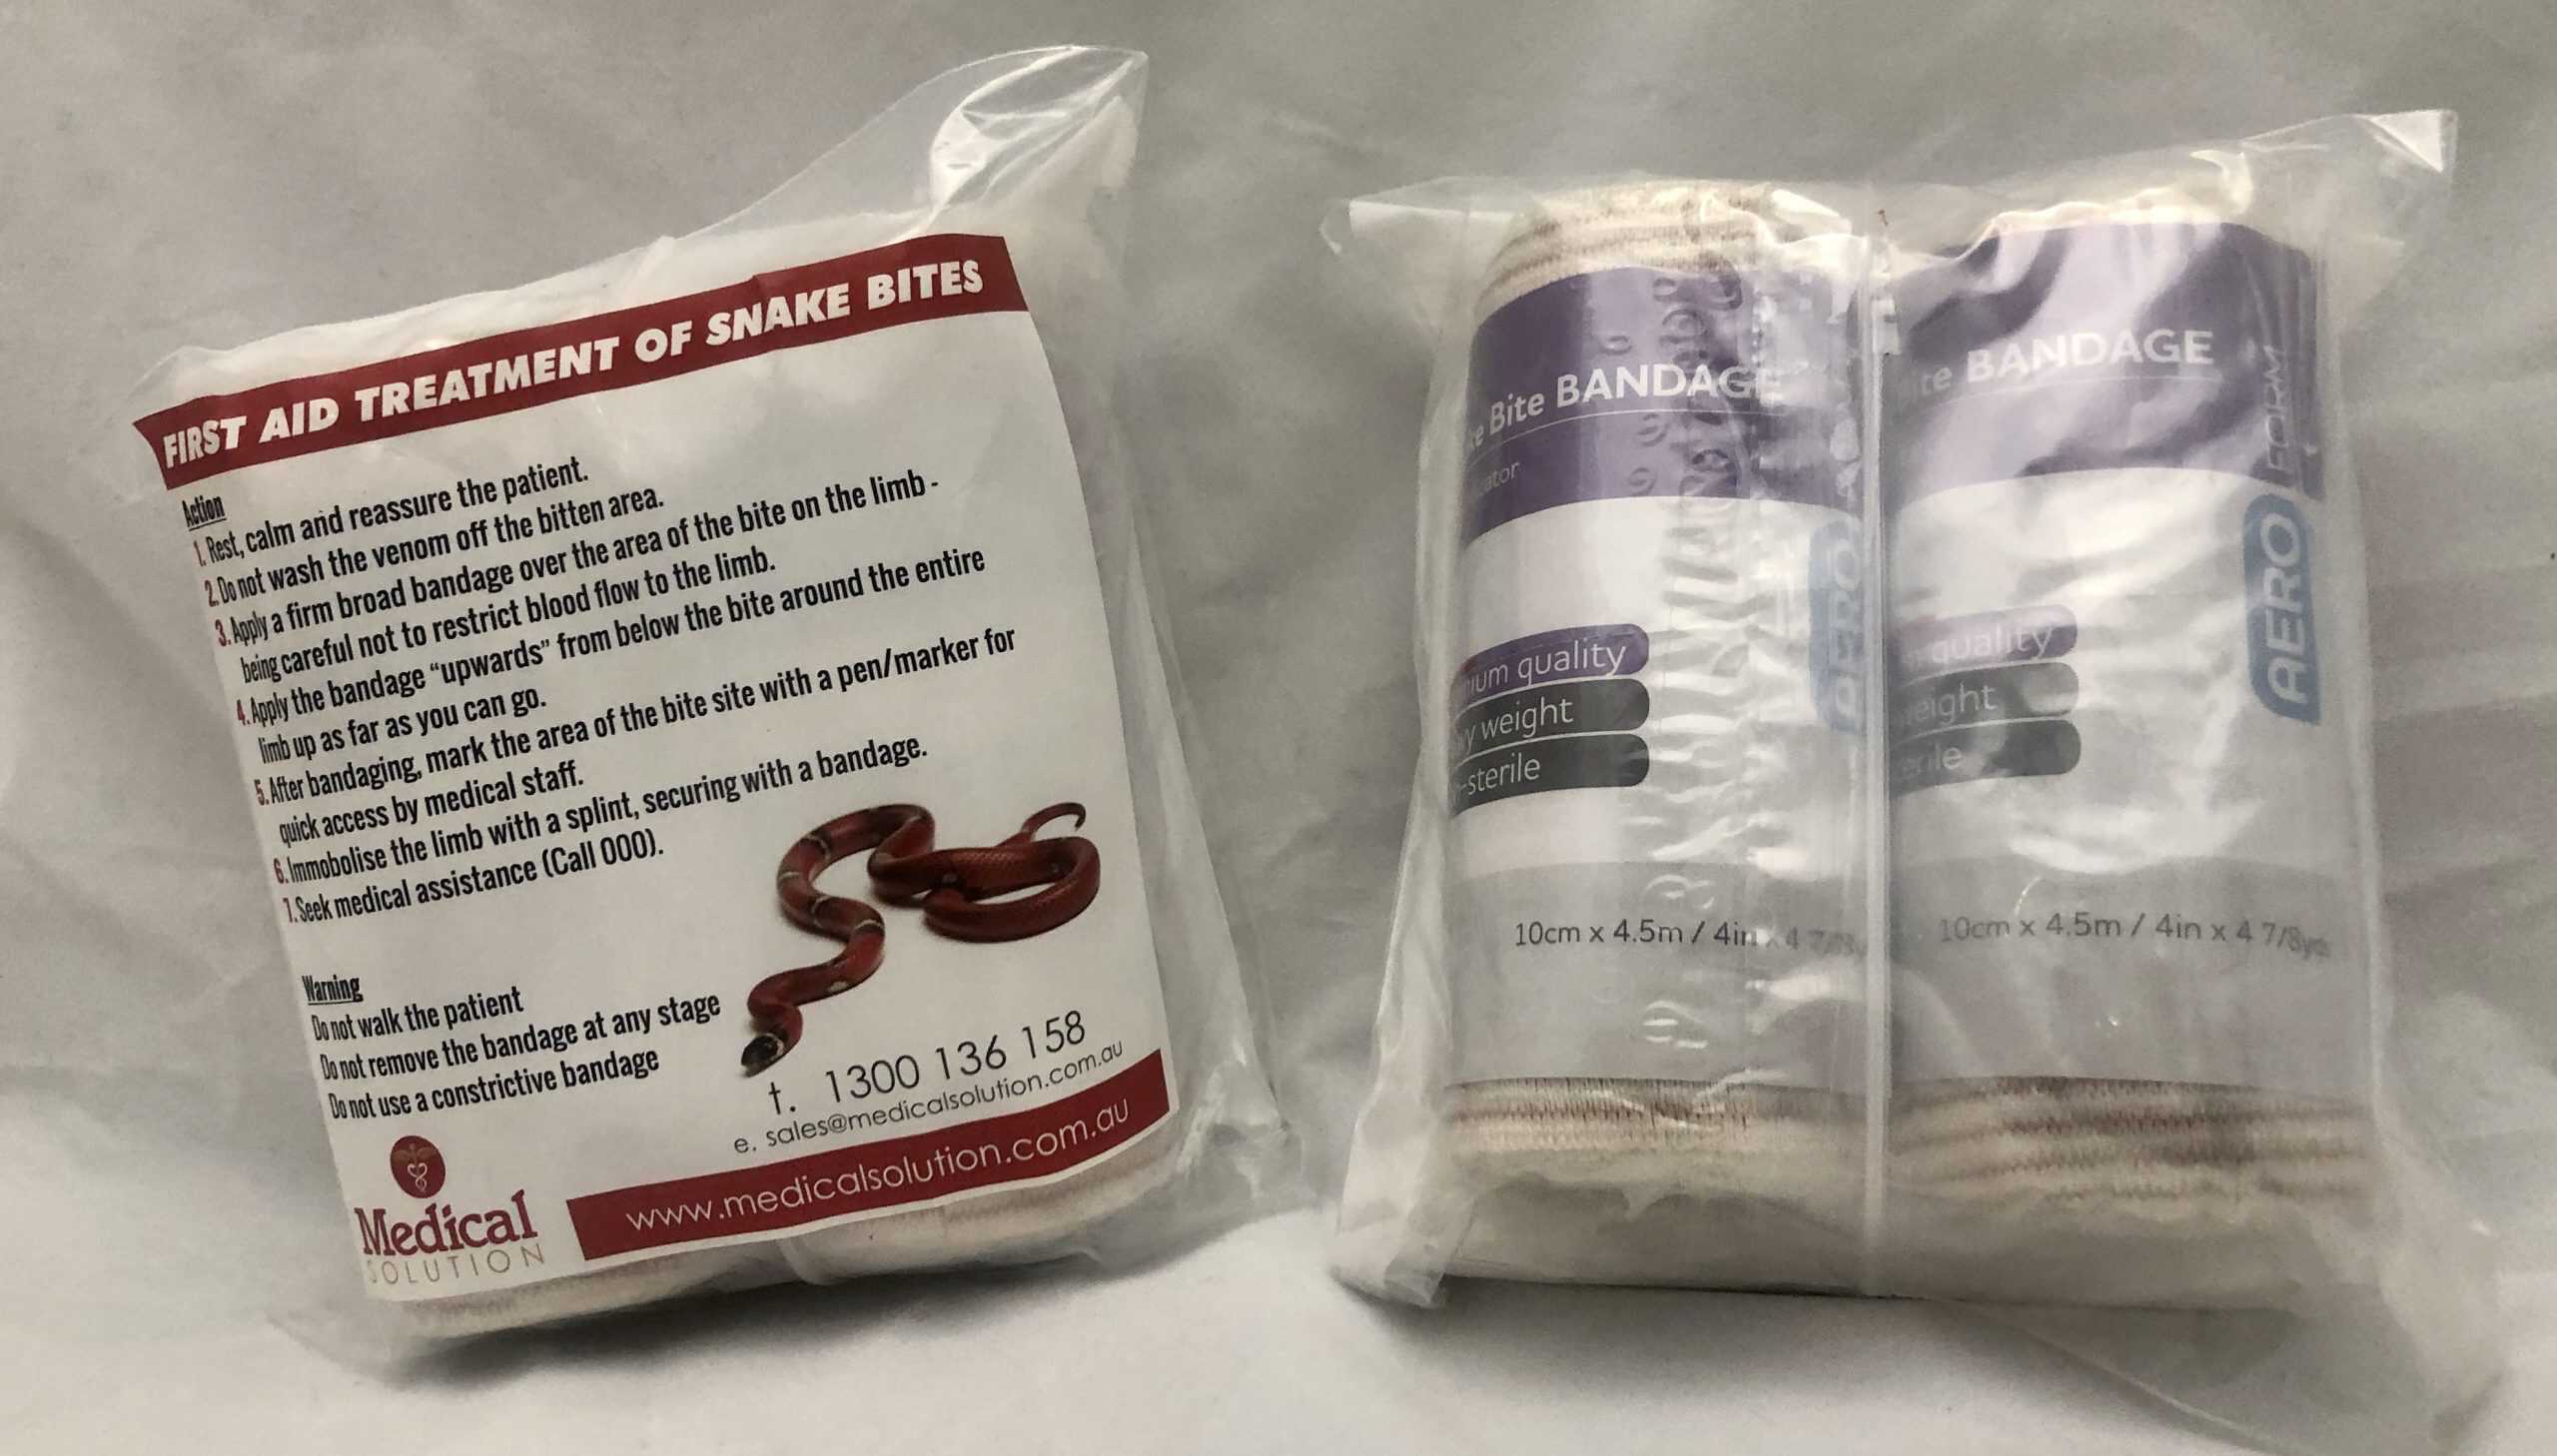 FIRST AID TREATMENT OF SNAKE BITES
Action
1. Rest, calm and reassure the patient.
2. Do not wash the venom off the bitten area.
3. Apply a firm broad bandage over the area of the bite on the limb -
being careful not to restrict blood flow to the limb.
4. Apply the bandage “upwards” from below the bite around the entire
limb up as far as you can go.
5. After bandaging, mark the area of the bite site with a pen/marker for
quick access by medical staff.
6. Immobolise the limb with a splint, securing with a bandage.
7. Seek medical assistance (Call 000).
Warning
Do not walk the patient
Do not remove the bandage at any stage
Do not use a constrictive bandage
t. 1300 136 158
e. sales@medicalsolution.com.au
www.medicalsolution.com.au
Medical
SOLUTION
Bite BANDAGE
quality
weight
-sterile
AERO
10cm x 4.5m / 4in x 4 7/8
BANDAGE
quality
AERO
FORM
10cm x 4.5m / 4in x 4 7/8yd